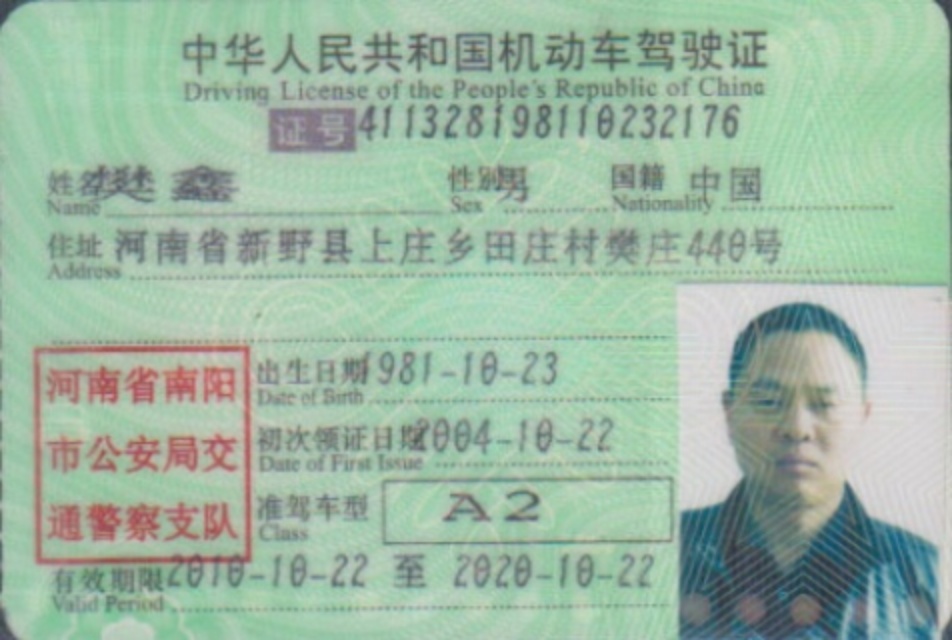 中华人民共和国机动车驾驶证
Driving License of the People's Republic of China
证号 411328198110232176
姓名 樊鑫 性别 男 国籍 中国
Name Sex Nationality
住址 河南省新野县上庄乡田庄村樊庄440号
Address
河南省南阳
市公安局交
通警察支队
出生日期 1981-10-23
Date of Birth
初次领证日期 2004-10-22
Date of First Issue
准驾车型 A2
Class
有效期限 2010-10-22 至 2020-10-22
Valid Period